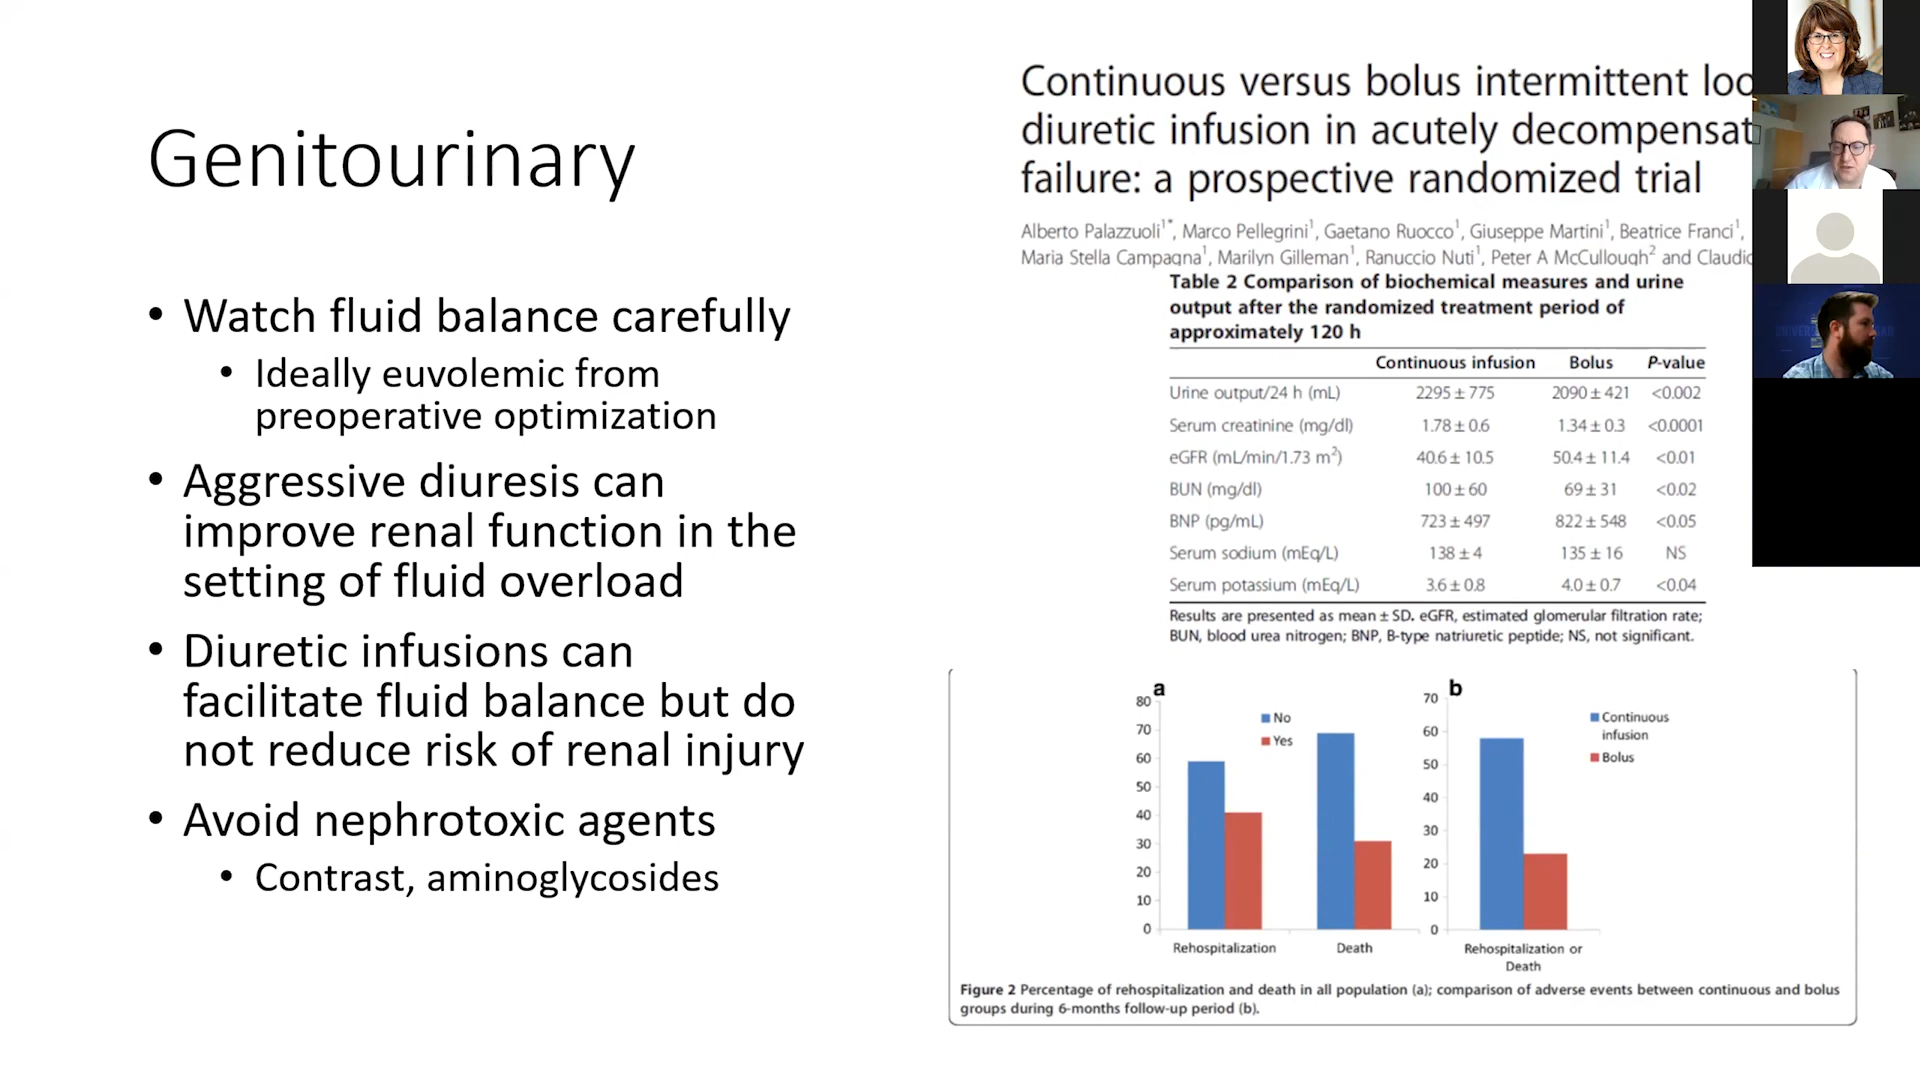 Genitourinary
• Watch fluid balance carefully
• Ideally euvolemic from
preoperative optimization
• Aggressive diuresis can
improve renal function in the
setting of fluid overload
• Diuretic infusions can
facilitate fluid balance but do
not reduce risk of renal injury
• Avoid nephrotoxic agents
• Contrast, aminoglycosides
Continuous versus bolus intermittent loo
diuretic infusion in acutely decompensat
failure: a prospective randomized trial
Alberto Palazzuoli1*, Marco Pellegrini1, Gaetano Ruocco1, Giuseppe Martini1, Beatrice Franci1,
Maria Stella Campagna1, Marilyn Gilleman1, Ranuccio Nuti1, Peter A McCullough2 and Claudio
Table 2 Comparison of biochemical measures and urine
output after the randomized treatment period of
approximately 120 h
Continuous infusion Bolus P-value
Urine output/24 h (mL) 2295 ± 775 2090 ± 421 <0.002
Serum creatinine (mg/dl) 1.78 ± 0.6 1.34 ± 0.3 <0.0001
eGFR (mL/min/1.73 m2) 40.6 ± 10.5 50.4 ± 11.4 <0.01
BUN (mg/dl) 100 ± 60 69 ± 31 <0.02
BNP (pg/mL) 723 ± 497 822 ± 548 <0.05
Serum sodium (mEq/L) 138 ± 4 135 ± 16 NS
Serum potassium (mEq/L) 3.6 ± 0.8 4.0 ± 0.7 <0.04
Results are presented as mean ± SD. eGFR, estimated glomerular filtration rate;
BUN, blood urea nitrogen; BNP, B-type natriuretic peptide; NS, not significant.
a
80
70
60
50
40
30
20
10
0
No
Yes
Rehospitalization Death
b
70
60
50
40
30
20
10
0
Continuous
infusion
Bolus
Rehospitalization or
Death
Figure 2 Percentage of rehospitalization and death in all population (a); comparison of adverse events between continuous and bolus
groups during 6-months follow-up period (b).